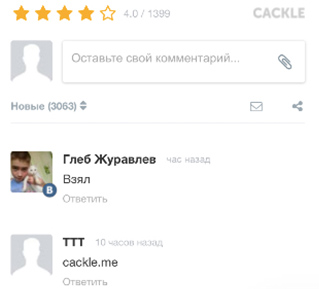 4.0 / 1399 CACKLE
Оставьте свой комментарий...
Новые (3063)
Глеб Журавлев час назад
Взял
Ответить
B
ТТТ 10 часов назад
cackle.me
Ответить